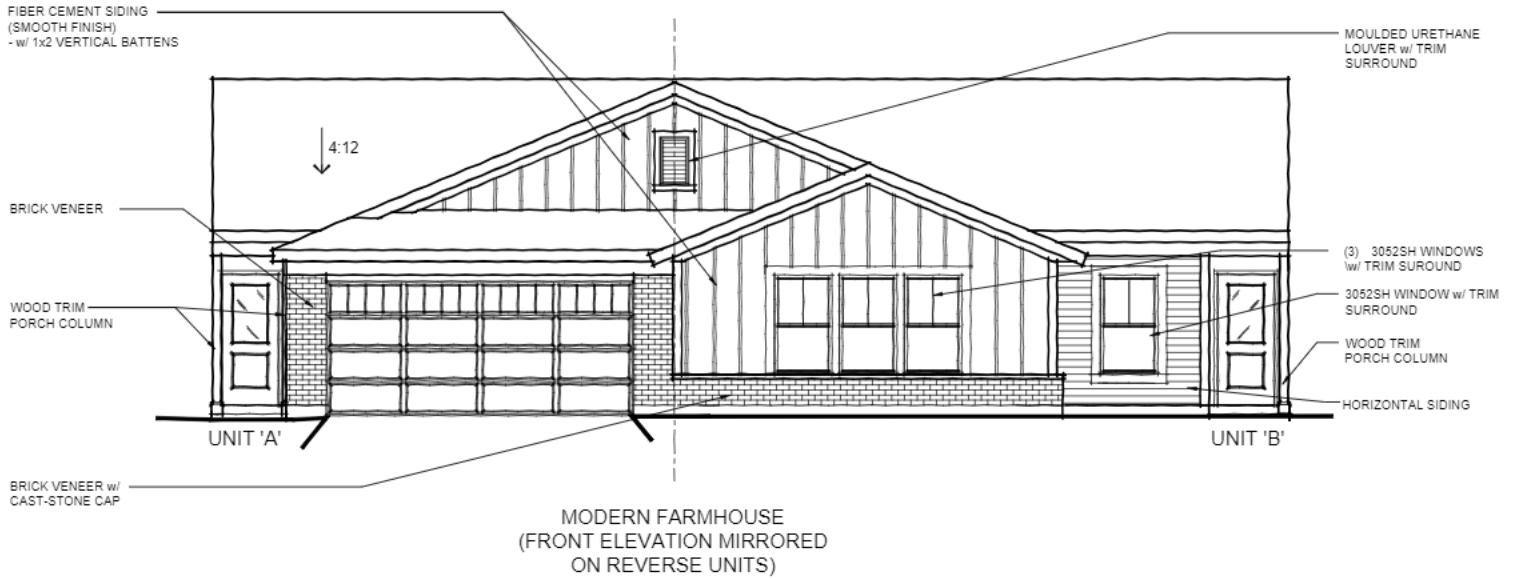 FIBER CEMENT SIDING
(SMOOTH FINISH)
- w/ 1x2 VERTICAL BATTENS
MOULDED URETHANE
LOUVER w/ TRIM
SURROUND
4:12
BRICK VENEER
(3) 3052SH WINDOWS
w/ TRIM SUROUND
3052SH WINDOW w/ TRIM
SURROUND
WOOD TRIM
PORCH COLUMN
WOOD TRIM
PORCH COLUMN
HORIZONTAL SIDING
UNIT 'A'
UNIT 'B'
BRICK VENEER w/
CAST-STONE CAP
MODERN FARMHOUSE
(FRONT ELEVATION MIRRORED
ON REVERSE UNITS)